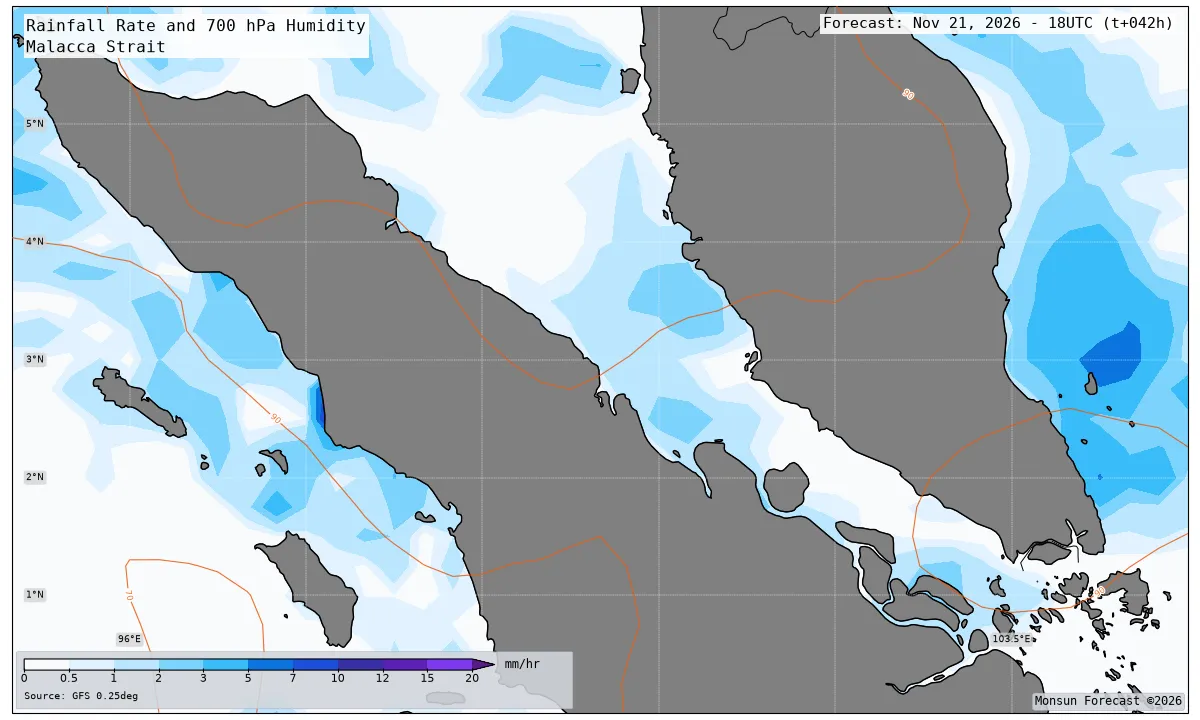 Rainfall Rate and 700 hPa Humidity
Malacca Strait
Forecast: Nov 21, 2026 - 18UTC (t+042h)
90
5°N
4°N
3°N
90
2°N
1°N
70
90
96°E
103.5°E
mm/hr
0 0.5 1 2 3 5 7 10 12 15 20
Source: GFS 0.25deg
Monsun Forecast ©2026